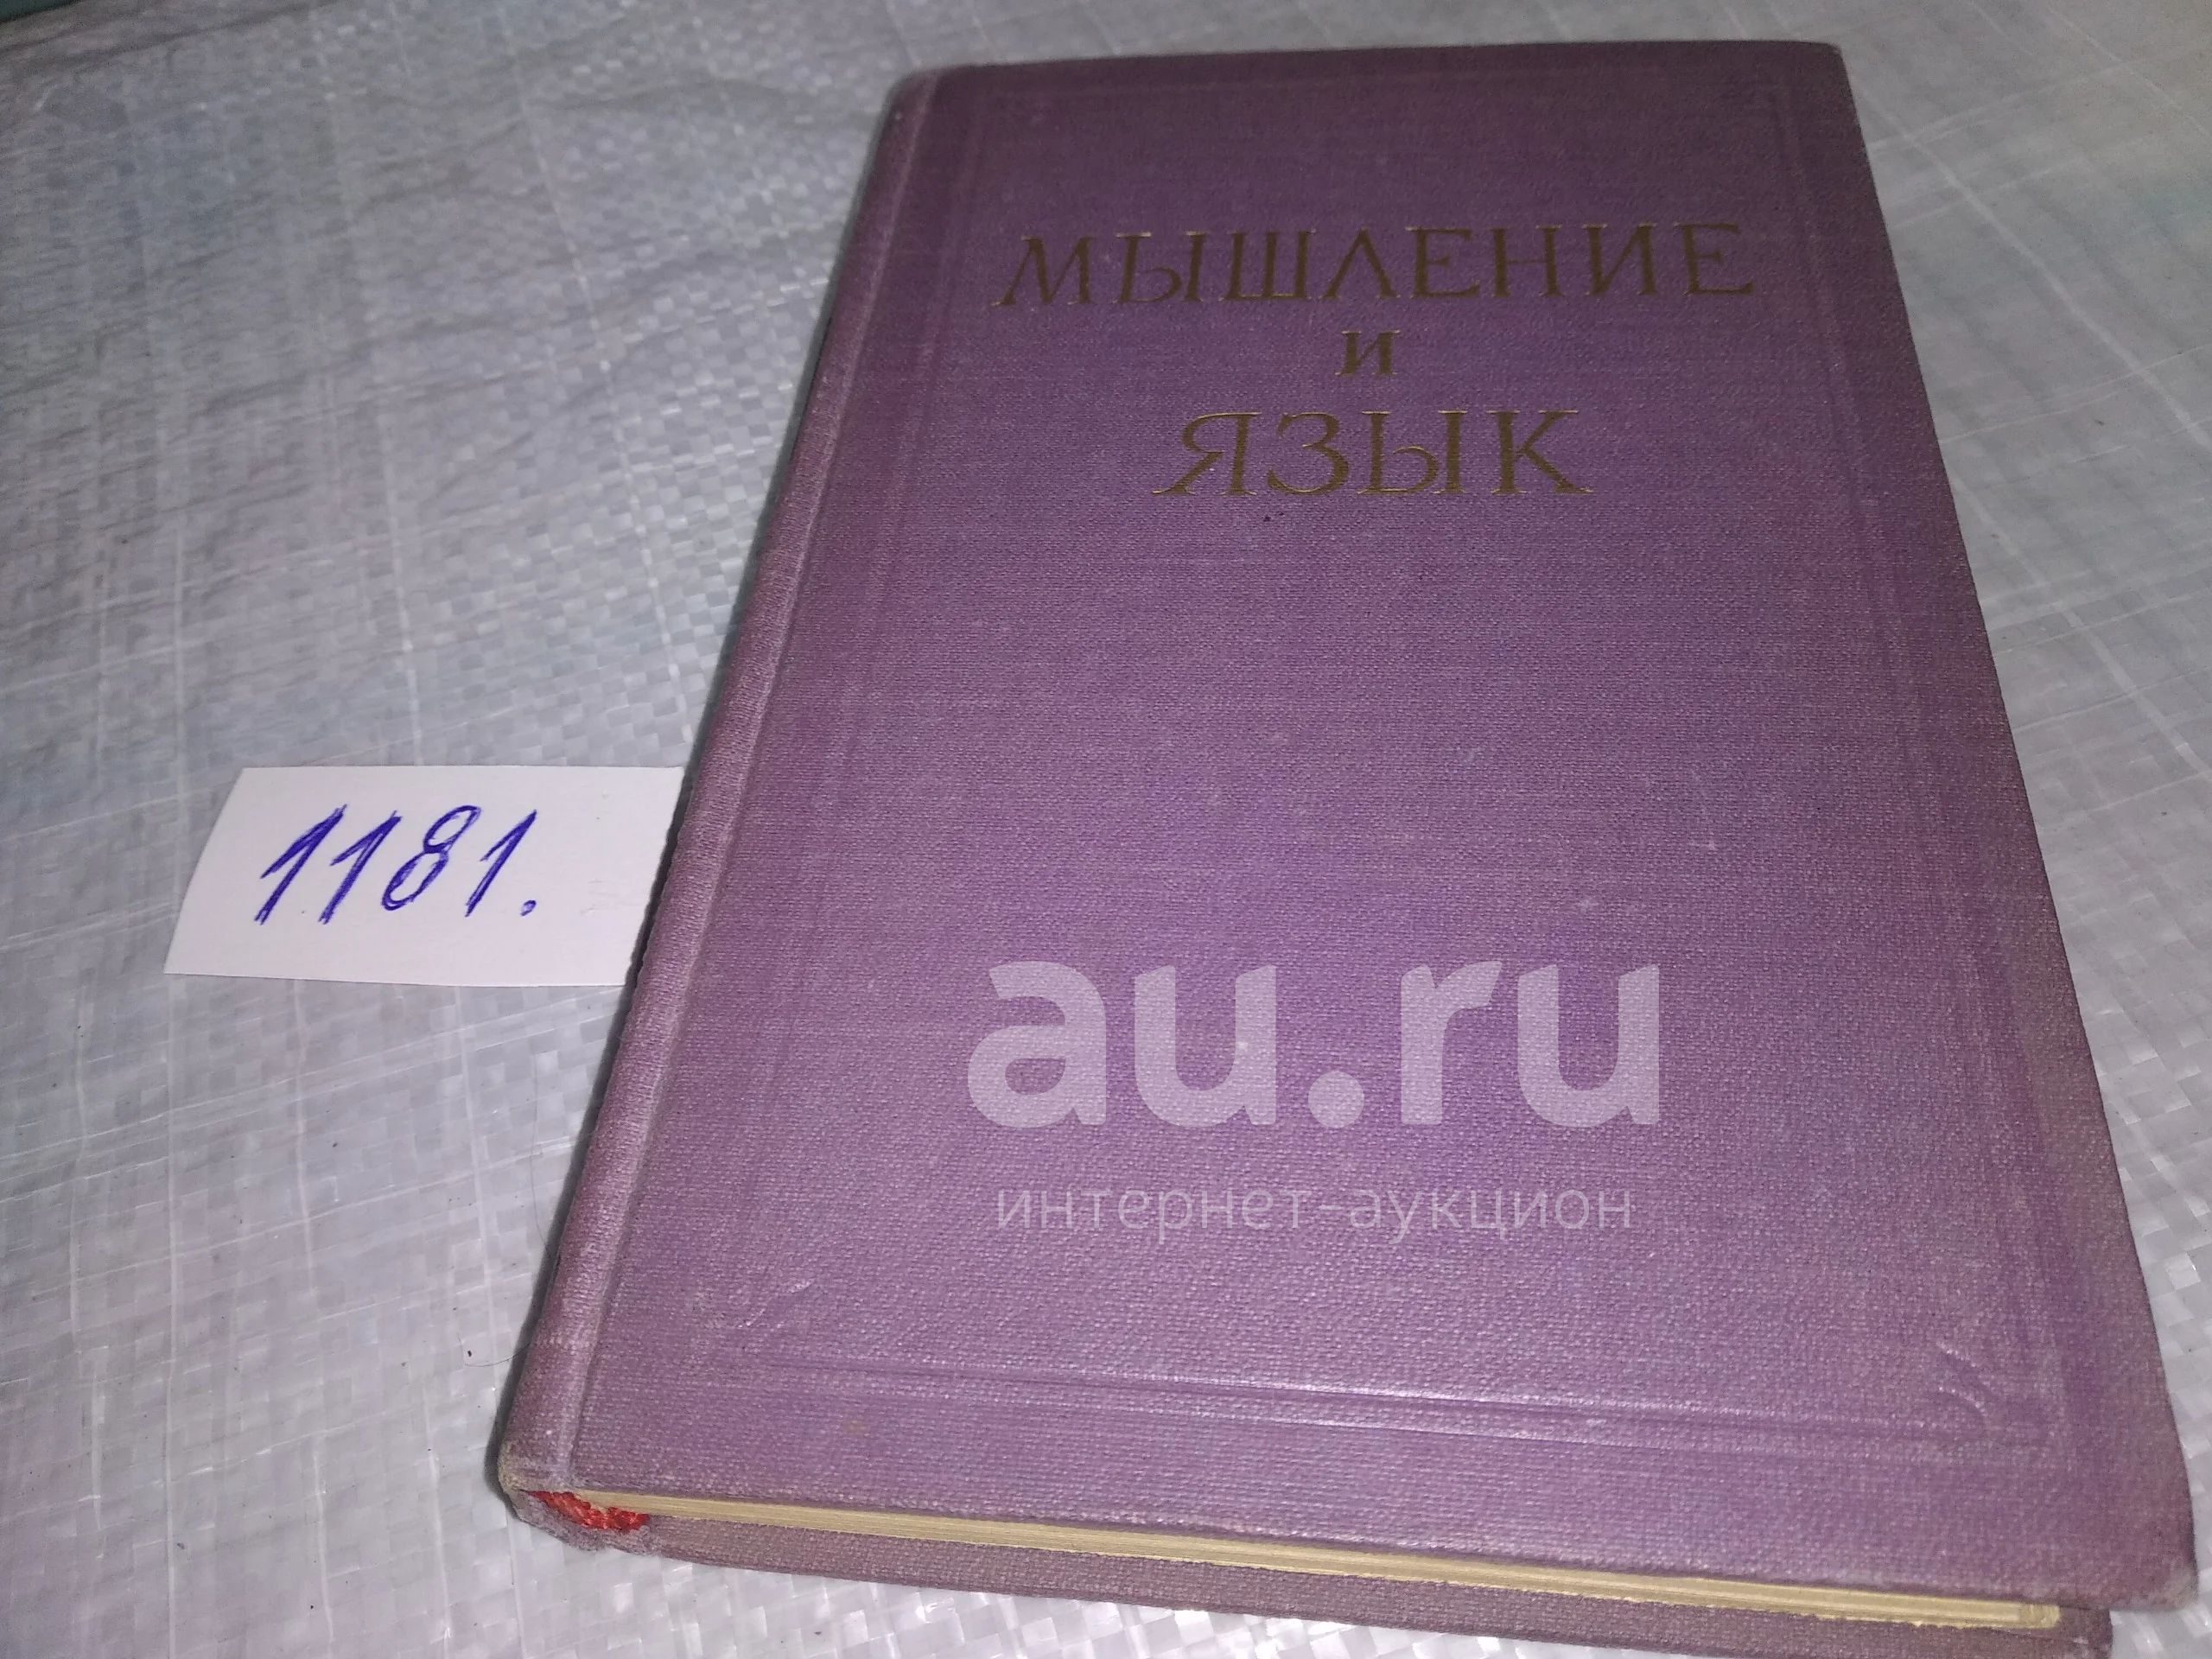 МЫШЛЕНИЕ
и
ЯЗЫК
1181.
au.ru
интернет-аукцион